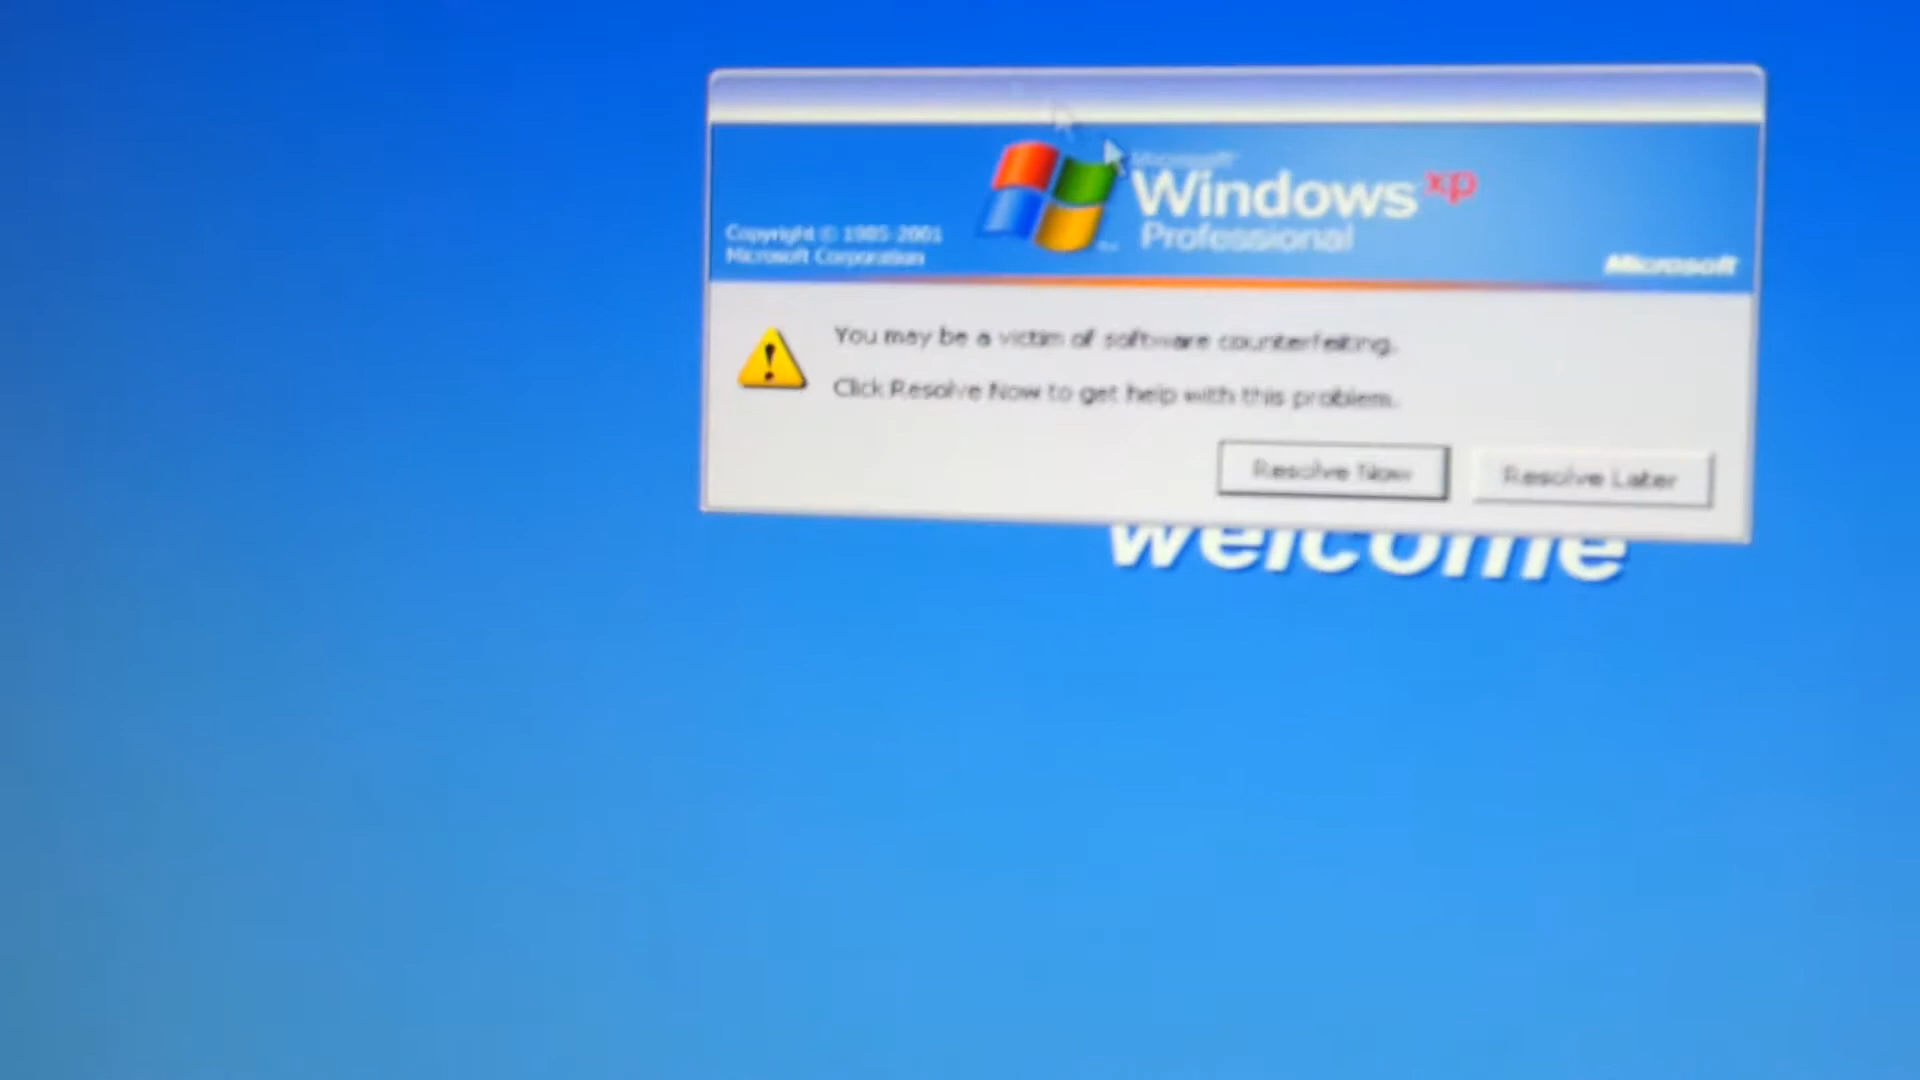 Microsoft
Windows xp
Professional
Copyright © 1985-2001
Microsoft Corporation
Microsoft
You may be a victim of software counterfeiting.
Click Resolve Now to get help with this problem.
Resolve Now
Resolve Later
welcome